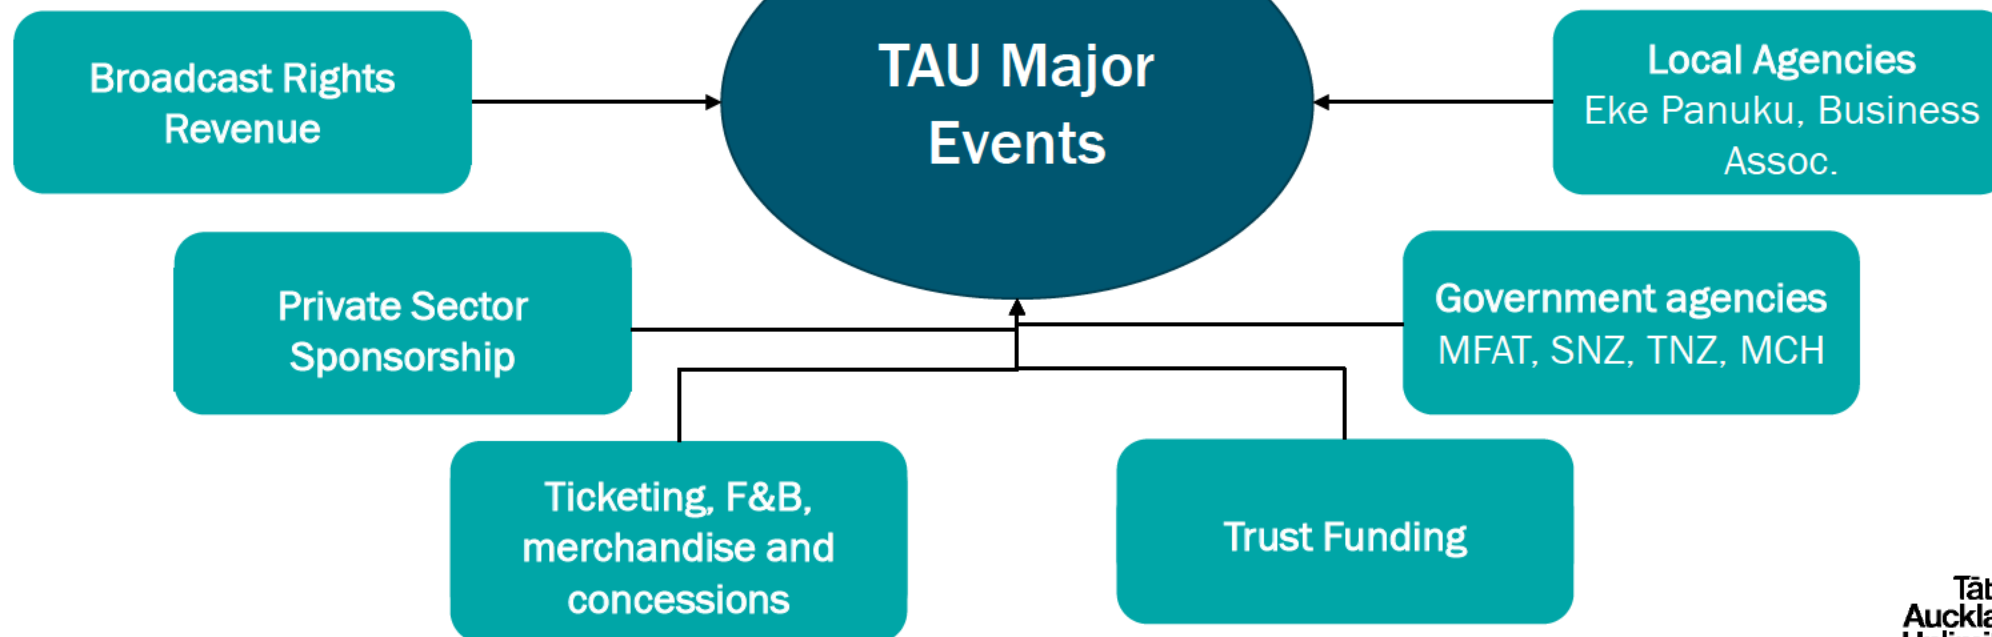 TAU Major
Events
Broadcast Rights
Revenue
Local Agencies
Eke Panuku, Business
Assoc.
Private Sector
Sponsorship
Government agencies
MFAT, SNZ, TNZ, MCH
Ticketing, F&B,
merchandise and
concessions
Trust Funding